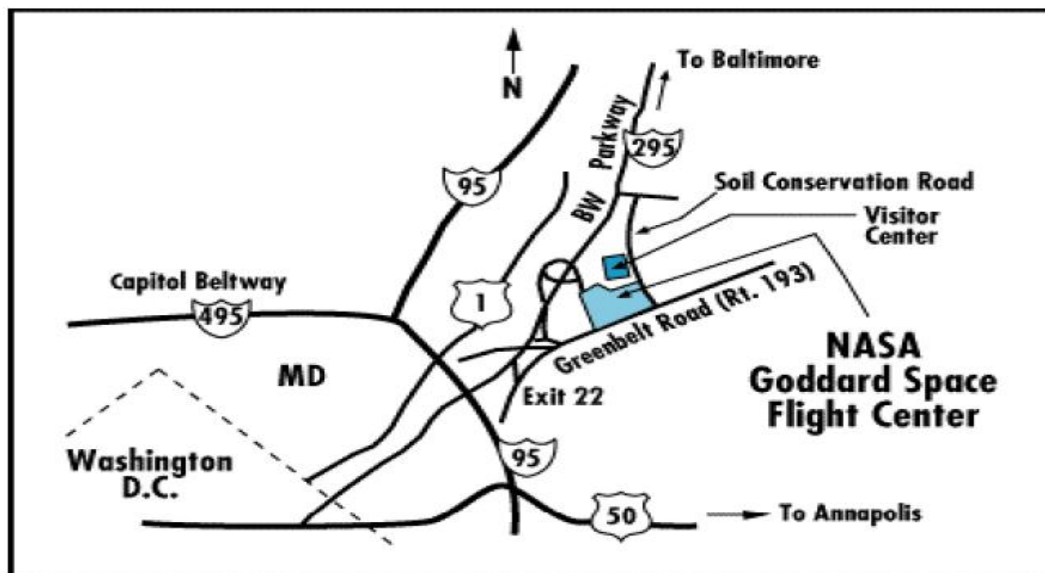 To Baltimore
N
BW Parkway
295
95
Soil Conservation Road
Visitor
Center
Capitol Beltway
495
1
Greenbelt Road (Rt. 193)
NASA
Goddard Space
Flight Center
MD
Exit 22
Washington
D.C.
95
50
To Annapolis